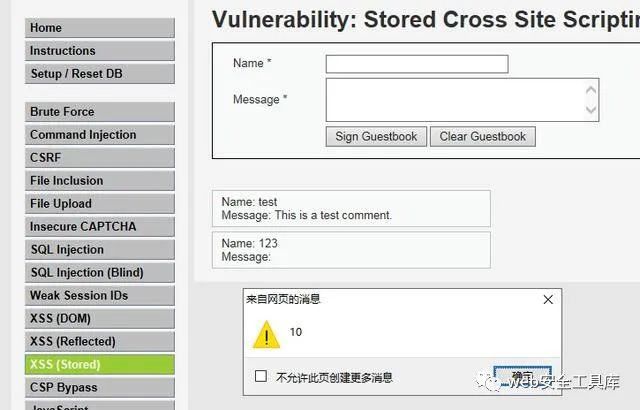 Home
Instructions
Setup / Reset DB
Brute Force
Command Injection
CSRF
File Inclusion
File Upload
Insecure CAPTCHA
SQL Injection
SQL Injection (Blind)
Weak Session IDs
XSS (DOM)
XSS (Reflected)
XSS (Stored)
CSP Bypass
JavaScript
Vulnerability: Stored Cross Site Scriptin
Name *
Message *
Sign Guestbook Clear Guestbook
Name: test
Message: This is a test comment.
Name: 123
Message:
来自网页的消息
10
不允许此页创建更多消息
确定
web安全工具库